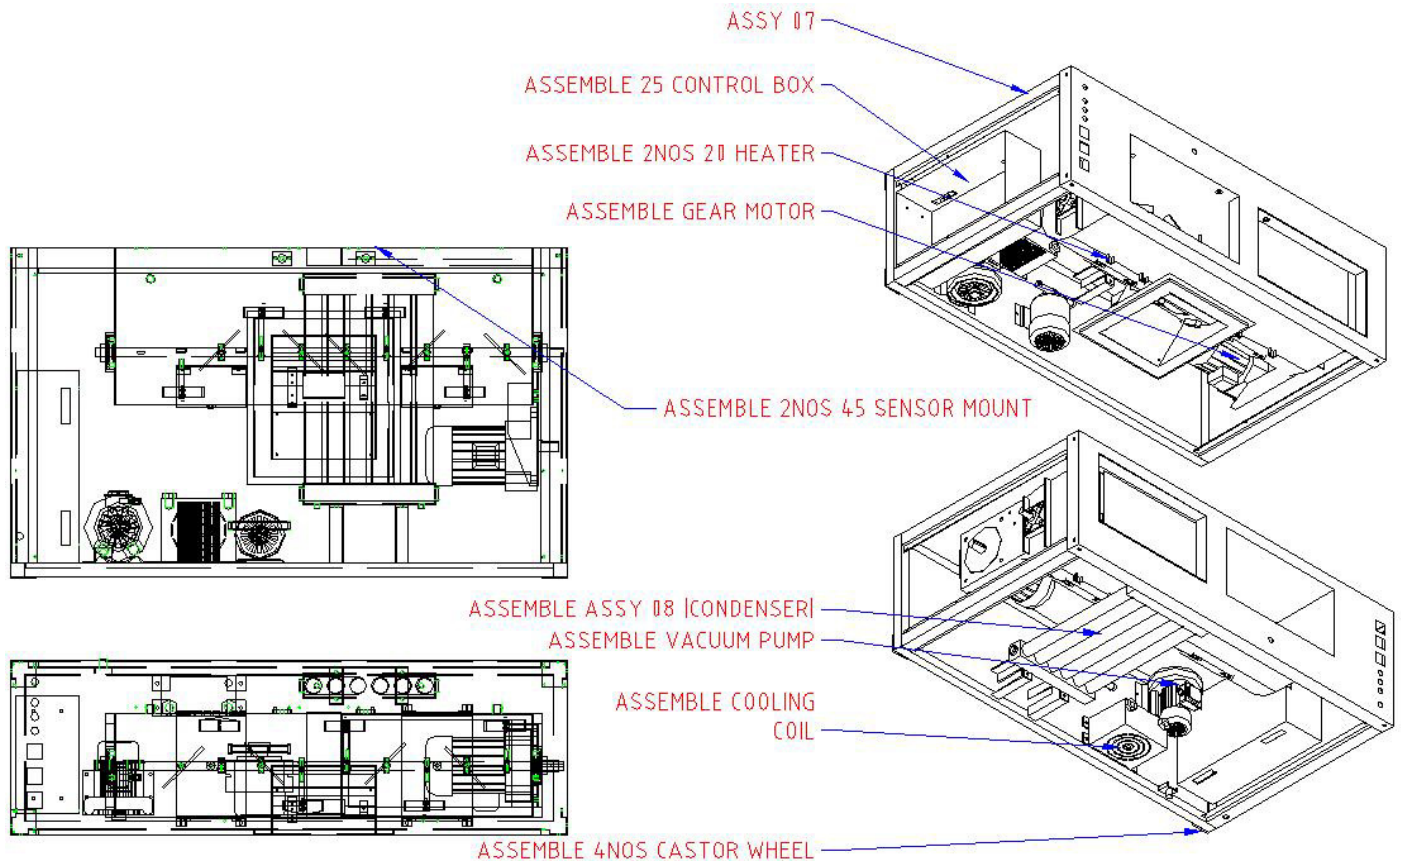 ASSY 07
ASSEMBLE 25 CONTROL BOX
ASSEMBLE 2NOS 20 HEATER
ASSEMBLE GEAR MOTOR
ASSEMBLE 2NOS 45 SENSOR MOUNT
ASSEMBLE ASSY 08 |CONDENSER|
ASSEMBLE VACUUM PUMP
ASSEMBLE COOLING
COIL
ASSEMBLE 4NOS CASTOR WHEEL